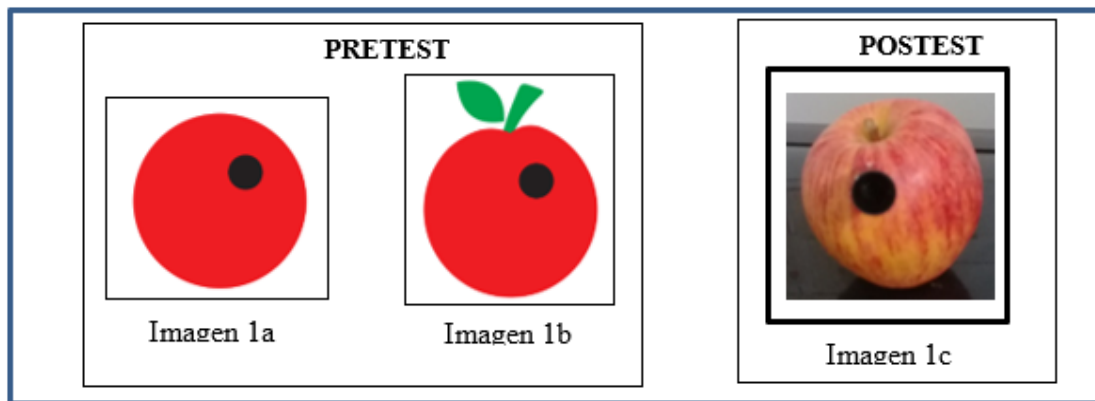 PRETEST
Imagen 1a
Imagen 1b
POSTEST
Imagen 1c